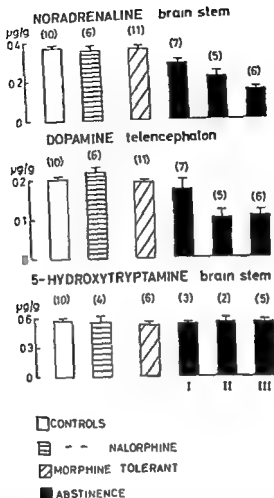 NORADRENALINE brain stem
µg/g (10) (6) (11) (7) (5) (6)
0.4
0.2
0
DOPAMINE telencephalon
µg/g (10) (6) (11) (7) (5) (6)
0.2
0.1
5-HYDROXYTRYPTAMINE brain stem
µg/g (10) (4) (6) (3) (2) (5)
0.6
0.3
0
I II III
CONTROLS
" " NALORPHINE
MORPHINE TOLERANT
ABSTINENCE